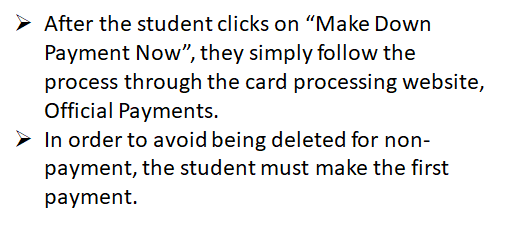 ➢ After the student clicks on “Make Down
Payment Now”, they simply follow the
process through the card processing website,
Official Payments.
➢ In order to avoid being deleted for non-
payment, the student must make the first
payment.